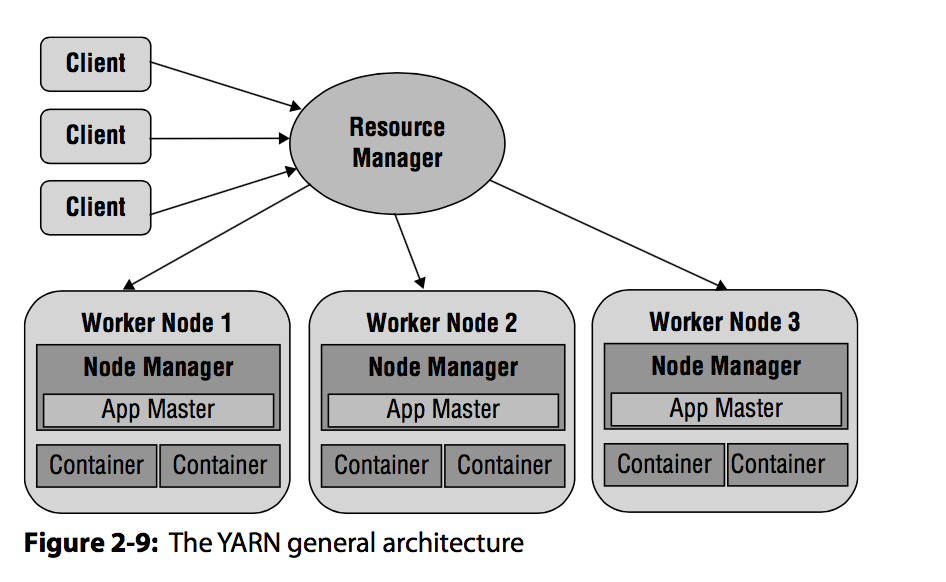 Client
Client
Client
Resource
Manager
Worker Node 1
Node Manager
App Master
Container Container
Worker Node 2
Node Manager
App Master
Container Container
Worker Node 3
Node Manager
App Master
Container Container
Figure 2-9: The YARN general architecture